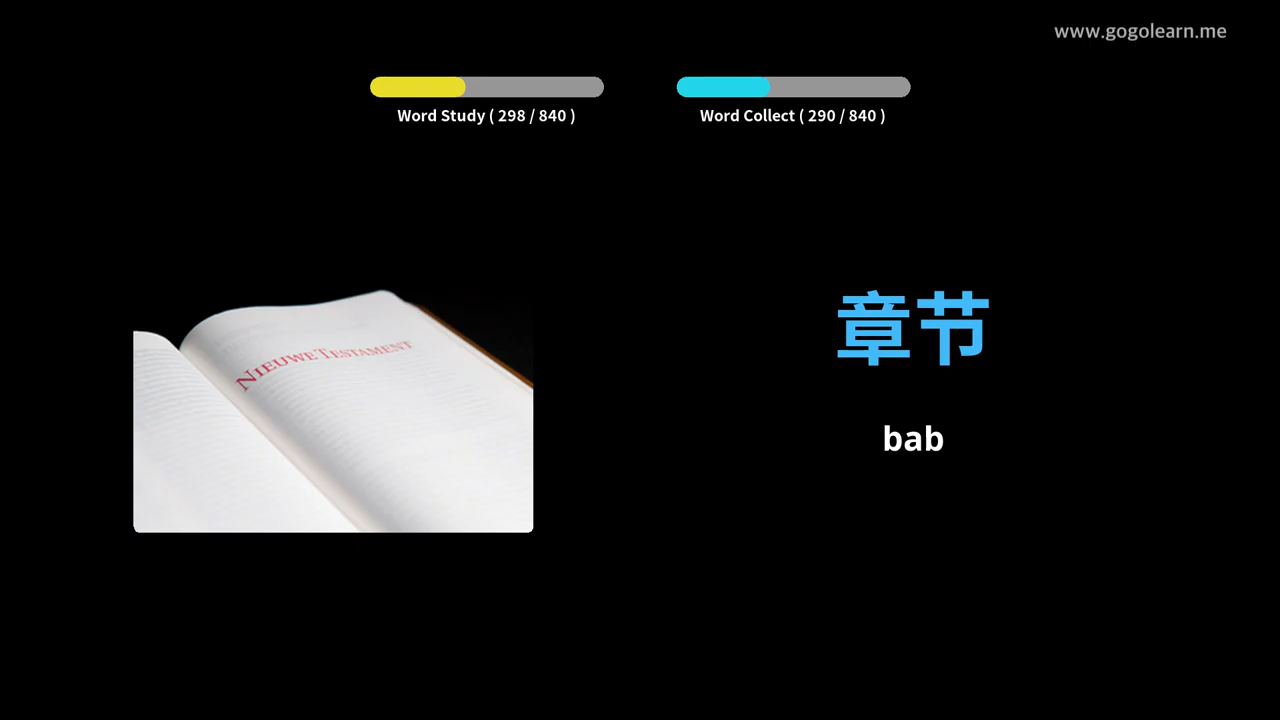 www.gogolearn.me
Word Study ( 298 / 840 )
Word Collect ( 290 / 840 )
NIEUWE TESTAMENT
章节
bab